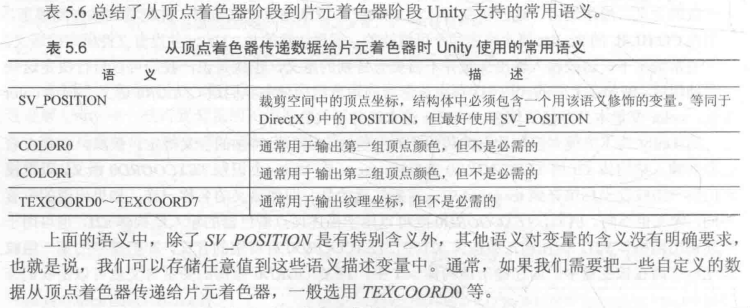 表 5.6 总结了从顶点着色器阶段到片元着色器阶段 Unity 支持的常用语义。
表 5.6 从顶点着色器传递数据给片元着色器时 Unity 使用的常用语义
语 义 描 述
SV_POSITION 裁剪空间中的顶点坐标，结构体中必须包含一个用该语义修饰的变量。等同于
DirectX 9 中的 POSITION，但最好使用 SV_POSITION
COLOR0 通常用于输出第一组顶点颜色，但不是必需的
COLOR1 通常用于输出第二组顶点颜色，但不是必需的
TEXCOORD0～TEXCOORD7 通常用于输出纹理坐标，但不是必需的
上面的语义中，除了 SV_POSITION 是有特别含义外，其他语义对变量的含义没有明确要求，
也就是说，我们可以存储任意值到这些语义描述变量中。通常，如果我们需要把一些自定义的数
据从顶点着色器传递给片元着色器，一般选用 TEXCOORD0 等。